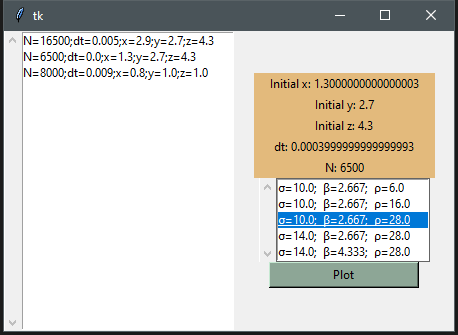 tk
N=16500;dt=0.005;x=2.9;y=2.7;z=4.3
N=6500;dt=0.0;x=1.3;y=2.7;z=4.3
N=8000;dt=0.009;x=0.8;y=1.0;z=1.0
Initial x: 1.3000000000000003
Initial y: 2.7
Initial z: 4.3
dt: 0.0003999999999999993
N: 6500
σ=10.0; β=2.667; ρ=6.0
σ=10.0; β=2.667; ρ=16.0
σ=10.0; β=2.667; ρ=28.0
σ=14.0; β=2.667; ρ=28.0
σ=14.0; β=4.333; ρ=28.0
Plot